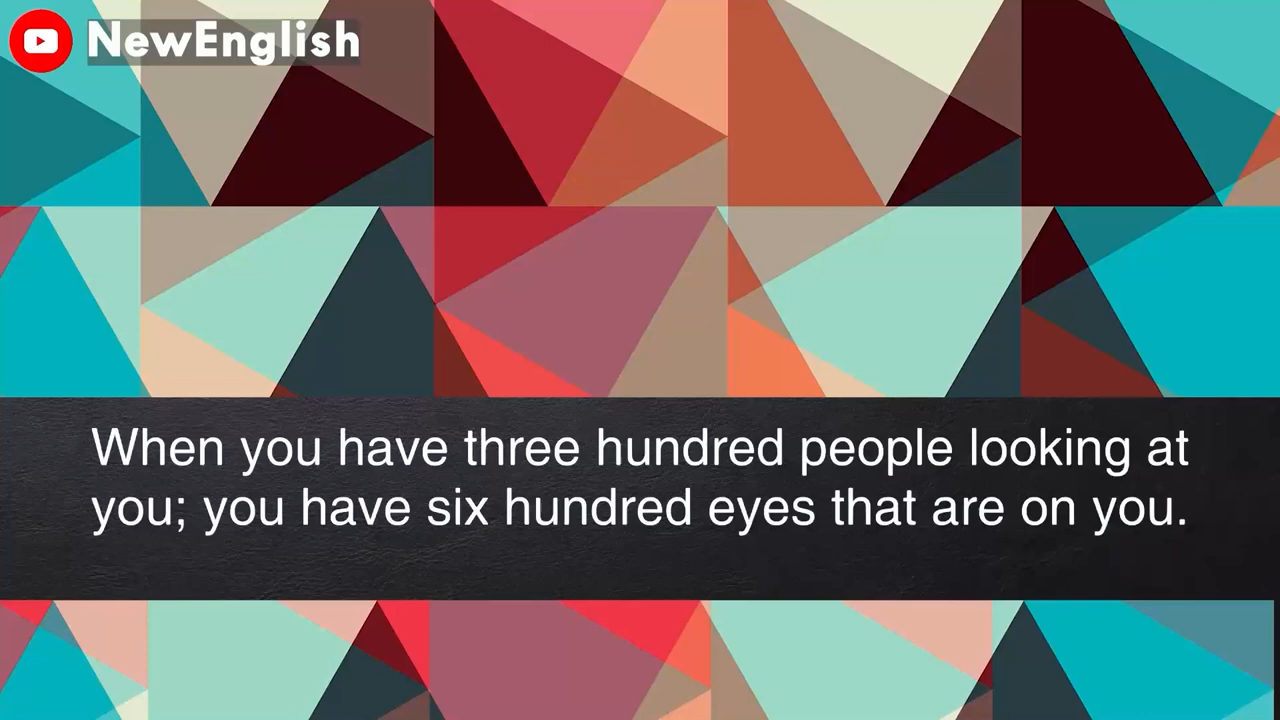 NewEnglish
When you have three hundred people looking at
you; you have six hundred eyes that are on you.